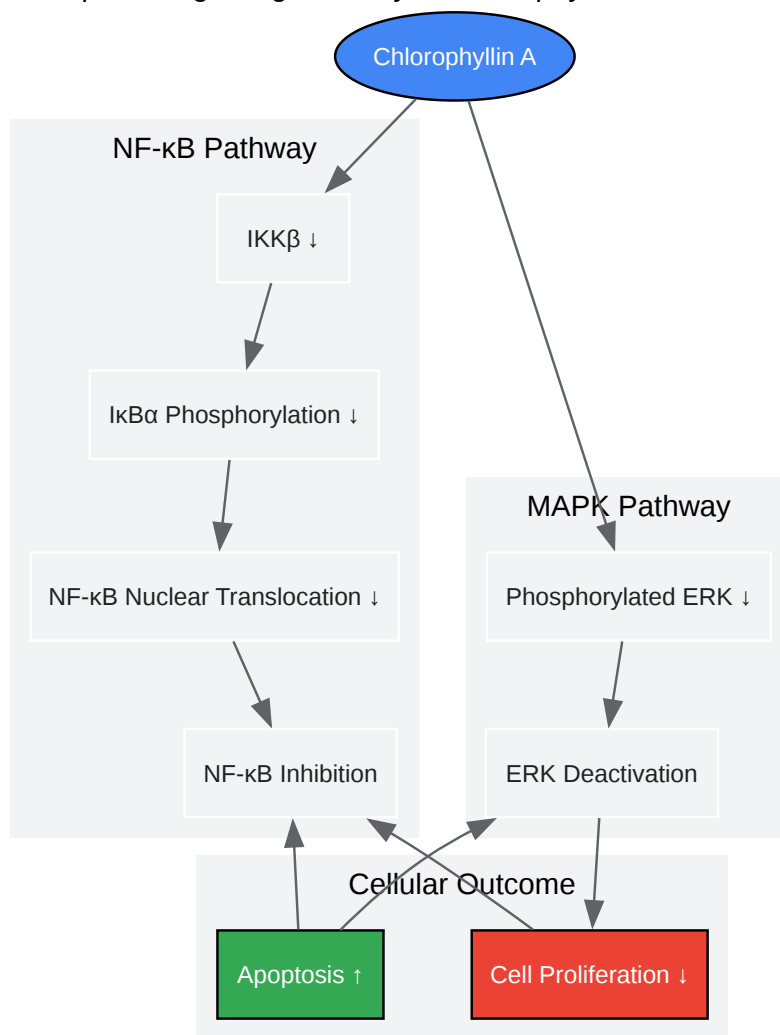 Chlorophyllin A
NF-κB Pathway
IKKβ ↓
IκBα Phosphorylation ↓
MAPK Pathway
NF-κB Nuclear Translocation ↓
Phosphorylated ERK ↓
NF-κB Inhibition
ERK Deactivation
Cellular Outcome
Apoptosis ↑
Cell Proliferation ↓